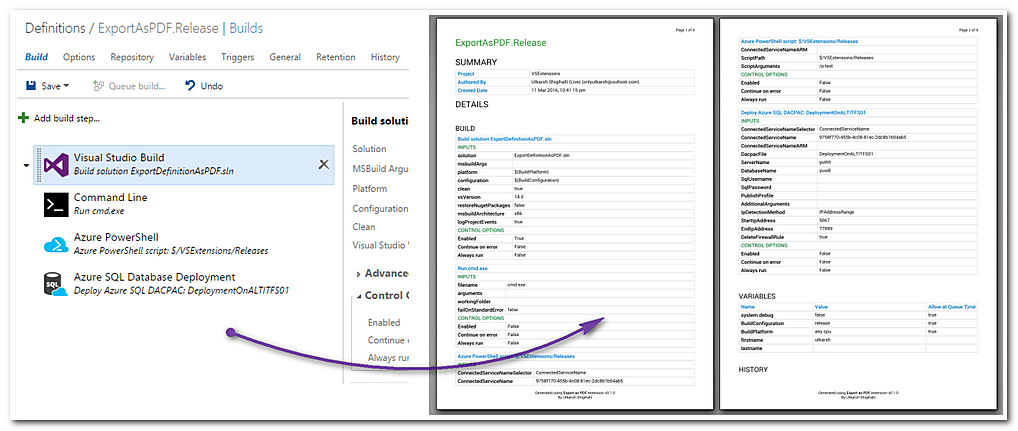 Definitions / ExportAsPDF.Release | Builds
Build Options Repository Variables Triggers General Retention History
Save Queue build... Undo
Add build step...
Visual Studio Build
Build solution ExportDefinitionAsPDF.sln
Command Line
Run cmd.exe
Azure PowerShell
Azure PowerShell script: $/VSExtensions/Releases
Azure SQL Database Deployment
Deploy Azure SQL DACPAC: DeploymentOnALTITFS01
Build soluti
Solution
MSBuild Argu
Platform
Configuration
Clean
Visual Studio
Advance
Control O
Enabled
Continue
Always run
Page 1 of 4
ExportAsPDF.Release
SUMMARY
Project VSExtensions
Authored By Utkarsh Shigihalli (Live) (onlyutkarsh@outlook.com)
Created Date 11 Mar 2016, 10:41:15 pm
DETAILS
BUILD
Build solution ExportDefinitionAsPDF.sln
INPUTS
solution ExportDefinitionAsPDF.sln
msbuildArgs
platform $(BuildPlatform)
configuration $(BuildConfiguration)
clean true
vsVersion 14.0
restoreNugetPackages false
msbuildArchitecture x86
logProjectEvents true
CONTROL OPTIONS
Enabled True
Continue on error False
Always run False
Run cmd.exe
INPUTS
filename cmd.exe
arguments
workingFolder
failOnStandardError false
CONTROL OPTIONS
Enabled False
Continue on error False
Always run False
Azure PowerShell script: $/VSExtensions/Releases
INPUTS
ConnectedServiceNameSelector ConnectedServiceName
ConnectedServiceName 9758f770-455b-4c08-81ec-2dc8b1b04ab5
Generated using Export as PDF extension v0.1.0
By Utkarsh Shigihalli
Page 2 of 4
Azure PowerShell script: $/VSExtensions/Releases
ConnectedServiceNameARM
ScriptPath $/VSExtensions/Releases
ScriptArguments /p:test
CONTROL OPTIONS
Enabled False
Continue on error False
Always run False
Deploy Azure SQL DACPAC: DeploymentOnALTITFS01
INPUTS
ConnectedServiceNameSelector ConnectedServiceName
ConnectedServiceName 9758f770-455b-4c08-81ec-2dc8b1b04ab5
ConnectedServiceNameARM
DacpacFile DeploymentOnALTITFS01
ServerName yuthh
DatabaseName yuui8
SqlUsername
SqlPassword
PublishProfile
AdditionalArguments
IpDetectionMethod IPAddressRange
StartIpAddress 5667
EndIpAddress 77999
DeleteFirewallRule true
CONTROL OPTIONS
Enabled False
Continue on error False
Always run False
VARIABLES
Name Value Allow at Queue Time
system.debug false true
BuildConfiguration release true
BuildPlatform any cpu true
firstname utkarsh
lastname
HISTORY
Generated using Export as PDF extension v0.1.0
By Utkarsh Shigihalli